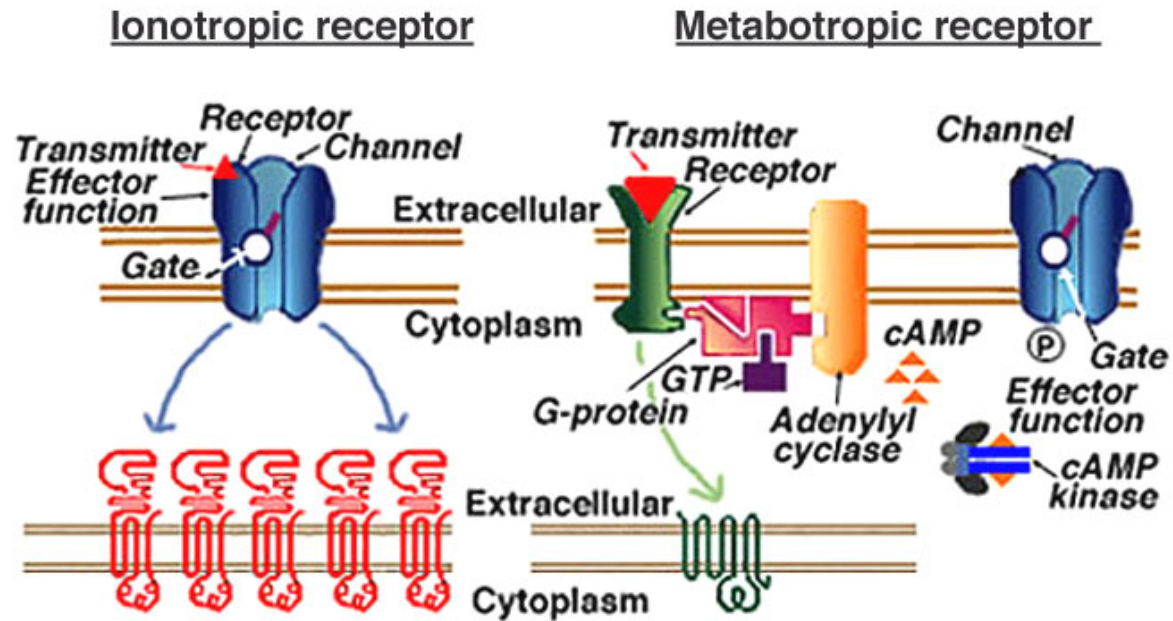 Ionotropic receptor
Metabotropic receptor
Receptor
Transmitter
Channel
Effector
function
Gate
Extracellular
Cytoplasm
Transmitter
Receptor
Channel
cAMP
Gate
GTP
G-protein
Adenylyl
cyclase
P
Effector
function
cAMP
kinase
Extracellular
Cytoplasm